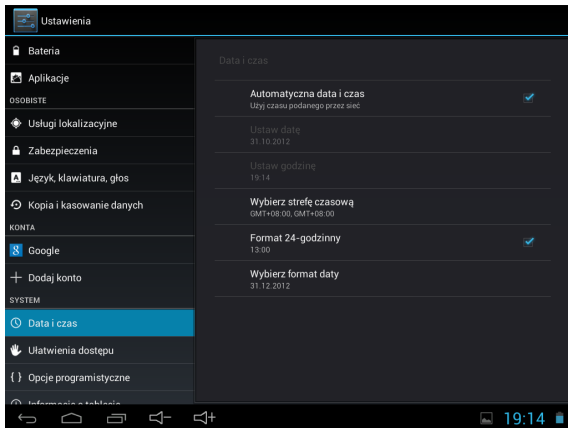 Ustawienia
Bateria
Aplikacje
OSOBISTE
Usługi lokalizacyjne
Zabezpieczenia
Język, klawiatura, głos
Kopia i kasowanie danych
KONTA
Google
Dodaj konto
SYSTEM
Data i czas
Ułatwienia dostępu
Opcje programistyczne
Informacje o tablecie
Data i czas
Automatyczna data i czas
Użyj czasu podanego przez sieć
Ustaw datę
31.10.2012
Ustaw godzinę
19:14
Wybierz strefę czasową
GMT+08:00, GMT+08:00
Format 24-godzinny
13:00
Wybierz format daty
31.12.2012
19:14